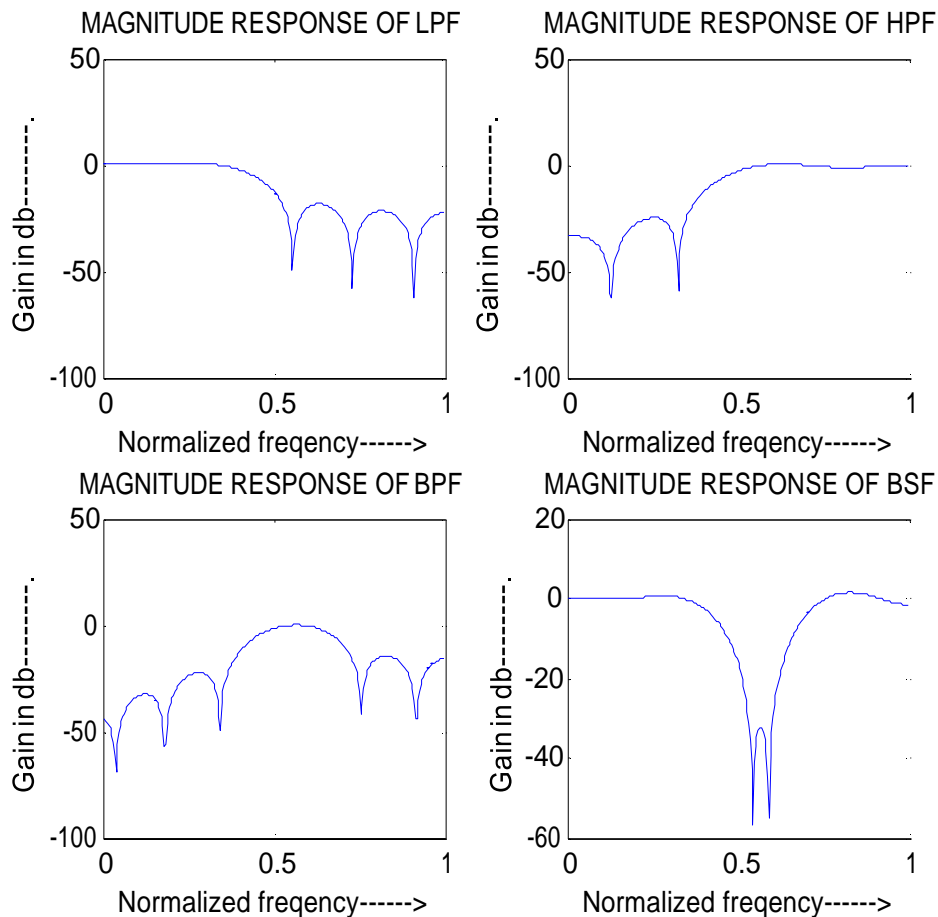 MAGNITUDE RESPONSE OF LPF
50
0
-50
-100
0
0.5
1
Gain in db----------.
Normalized freqency------>
MAGNITUDE RESPONSE OF HPF
50
0
-50
-100
0
0.5
1
Gain in db----------.
Normalized freqency------>
MAGNITUDE RESPONSE OF BPF
50
0
-50
-100
0
0.5
1
Gain in db----------.
Normalized freqency------>
MAGNITUDE RESPONSE OF BSF
20
0
-20
-40
-60
0
0.5
1
Gain in db----------.
Normalized freqency------>